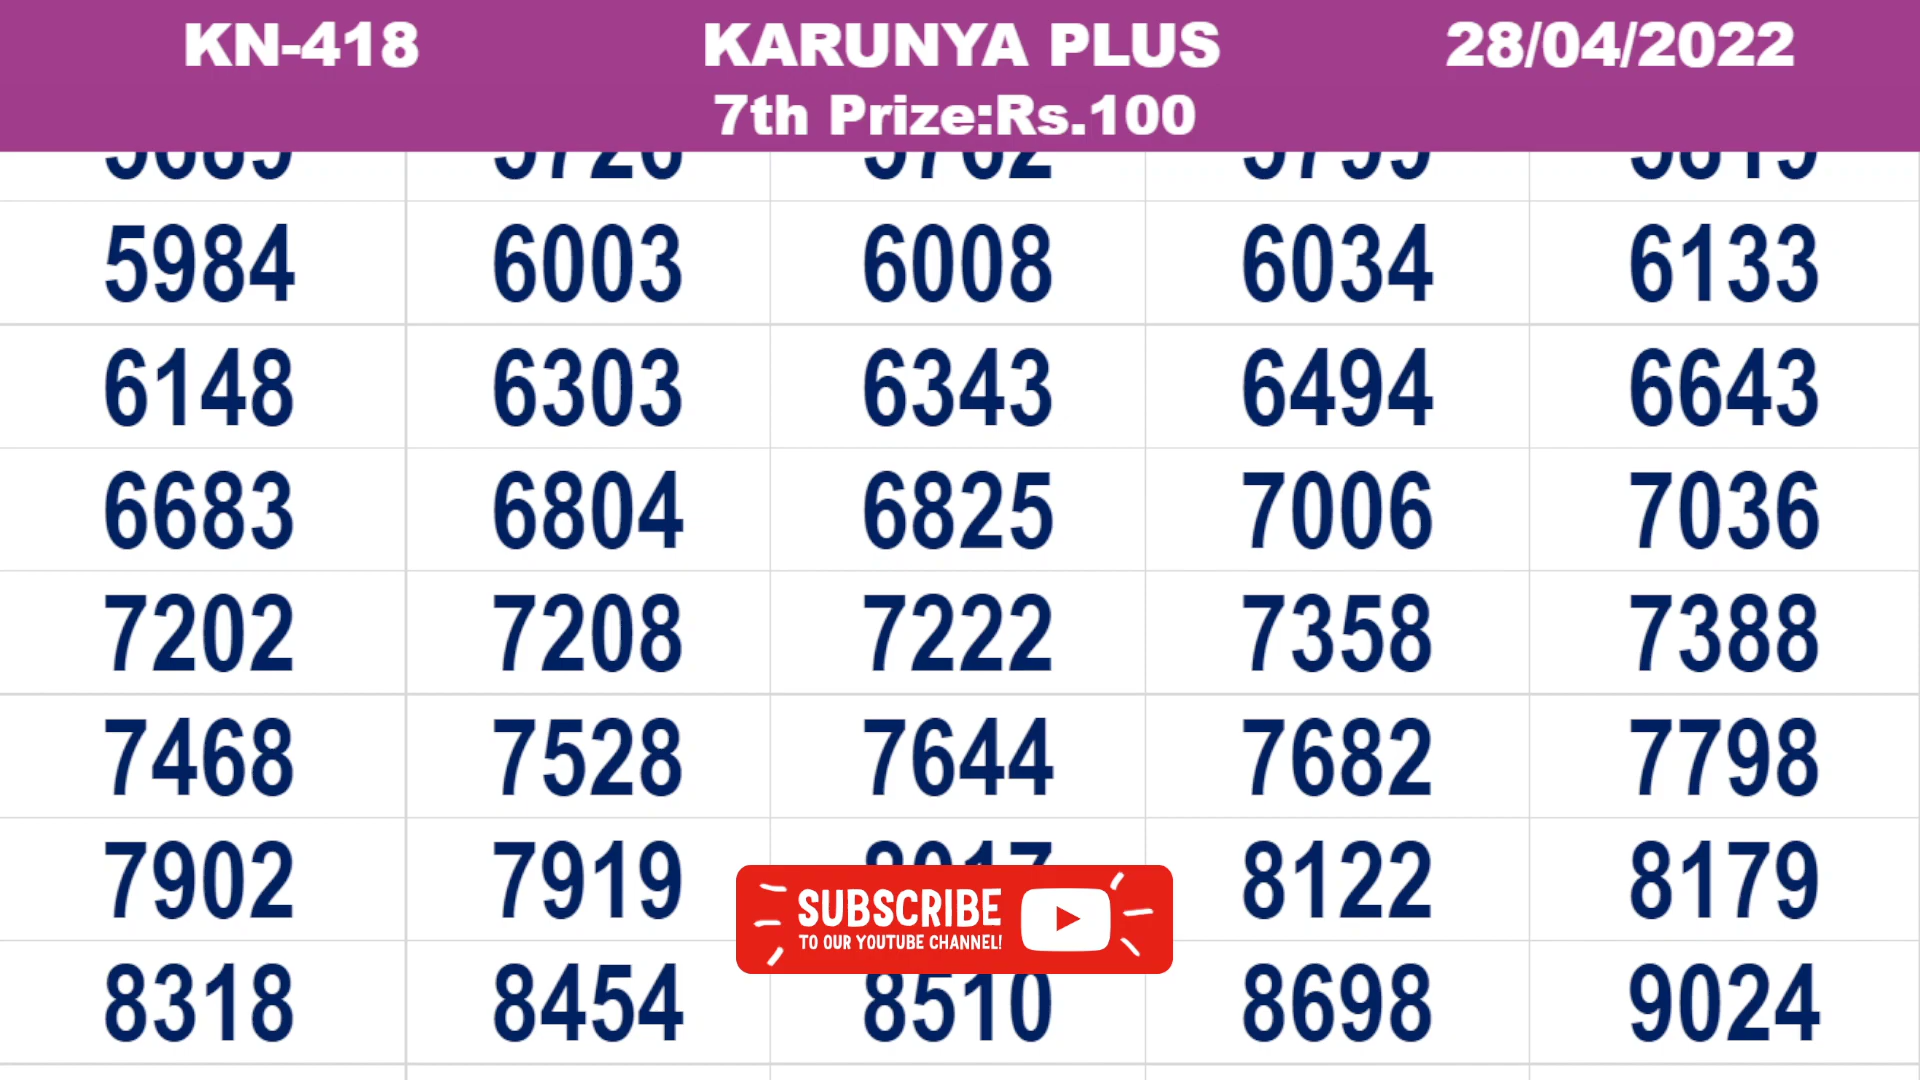 KN-418 KARUNYA PLUS 28/04/2022
7th Prize:Rs.100
5984 6003 6008 6034 6133
6148 6303 6343 6494 6643
6683 6804 6825 7006 7036
7202 7208 7222 7358 7388
7468 7528 7644 7682 7798
7902 7919 8122 8179
SUBSCRIBE
TO OUR YOUTUBE CHANNEL!
8318 8454 8510 8698 9024